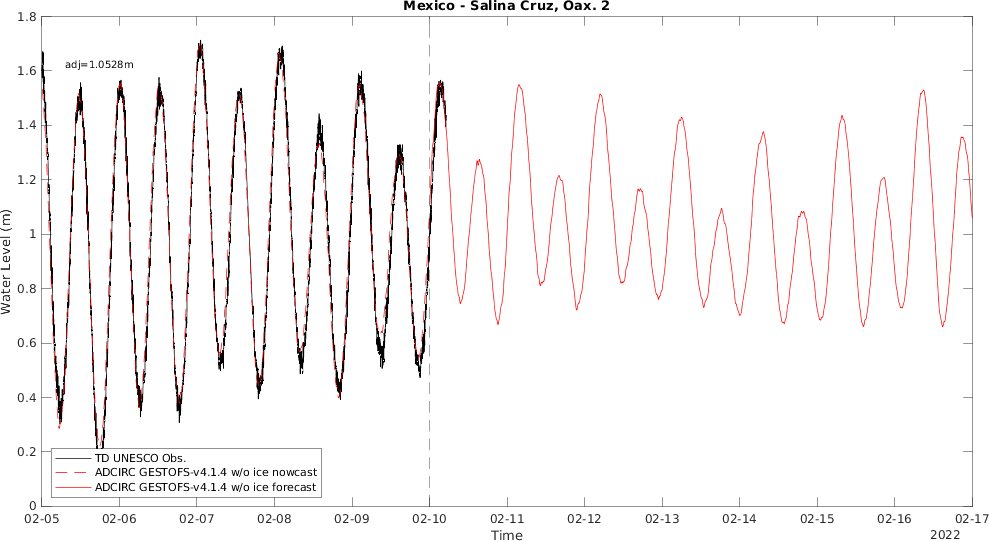 Mexico - Salina Cruz, Oax. 2
adj=1.0528m
1.8
1.6
1.4
1.2
1
0.8
0.6
0.4
0.2
0
Water Level (m)
TD UNESCO Obs.
ADCIRC GESTOFS-v4.1.4 w/o ice nowcast
ADCIRC GESTOFS-v4.1.4 w/o ice forecast
02-05 02-06 02-07 02-08 02-09 02-10 02-11 02-12 02-13 02-14 02-15 02-16 02-17
Time
2022